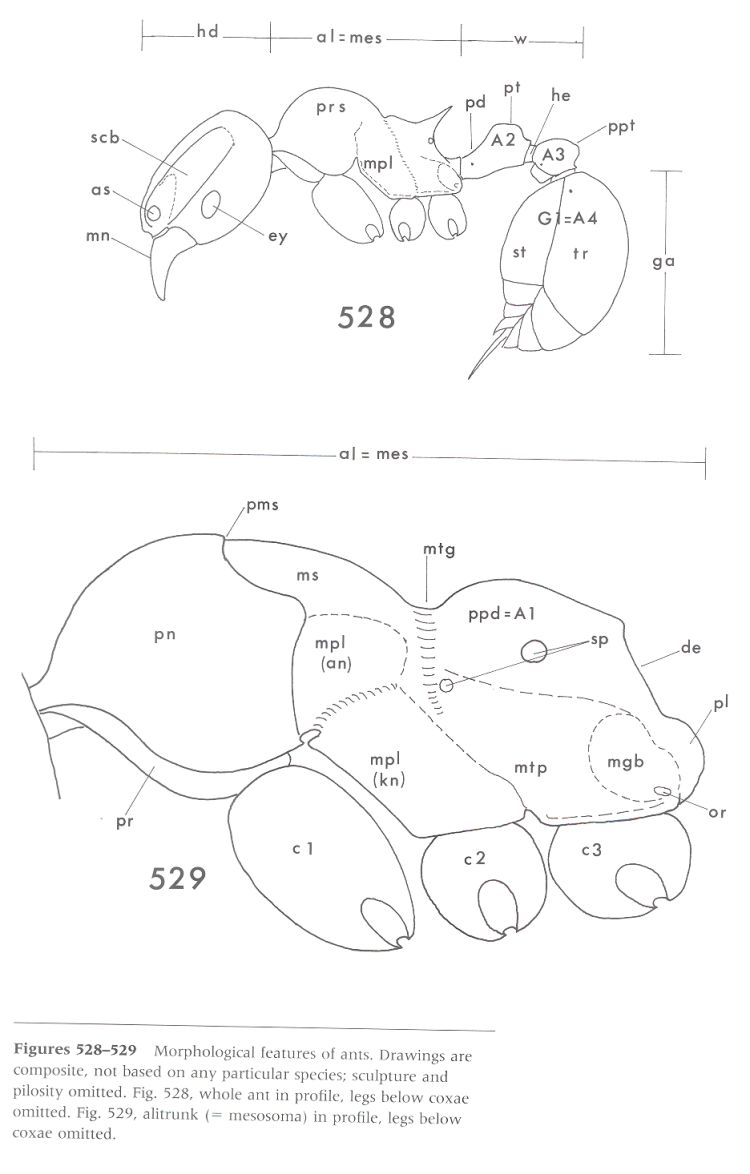 hd
al = mes
w
prs
pd
pt
he
ppt
scb
A2
A3
mpl
as
mn
ey
G1=A4
st
tr
ga
528
al = mes
pms
mtg
ms
ppd = A1
pn
mpl
(an)
sp
de
pl
mpl
(kn)
mtp
mgb
or
pr
c1
c2
c3
529
Figures 528–529 Morphological features of ants. Drawings are
composite, not based on any particular species; sculpture and
pilosity omitted. Fig. 528, whole ant in profile, legs below coxae
omitted. Fig. 529, alitrunk (= mesosoma) in profile, legs below
coxae omitted.